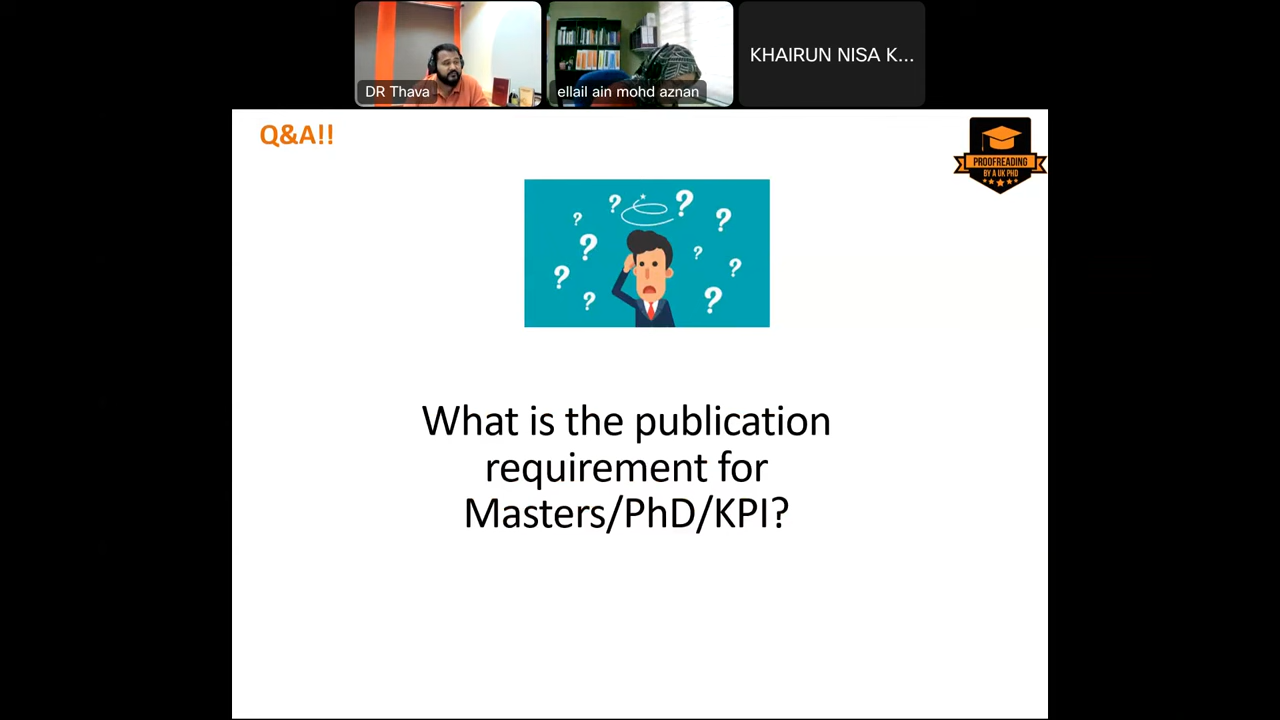 DR Thava
ellail ain mohd aznan
KHAIRUN NISA K...
Q&A!!
PROOFREADING
BY A UK PHD
? ? ? ? ? ? ? ? ? ?
What is the publication
requirement for
Masters/PhD/KPI?